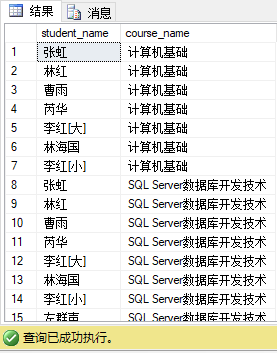 结果 消息
student_name course_name
1 张虹 计算机基础
2 林红 计算机基础
3 曹雨 计算机基础
4 芮华 计算机基础
5 李红[大] 计算机基础
6 林海国 计算机基础
7 李红[小] 计算机基础
8 张虹 SQL Server数据库开发技术
9 林红 SQL Server数据库开发技术
10 曹雨 SQL Server数据库开发技术
11 芮华 SQL Server数据库开发技术
12 李红[大] SQL Server数据库开发技术
13 林海国 SQL Server数据库开发技术
14 李红[小] SQL Server数据库开发技术
15 左群声 SQL Server数据库开发技术
查询已成功执行。